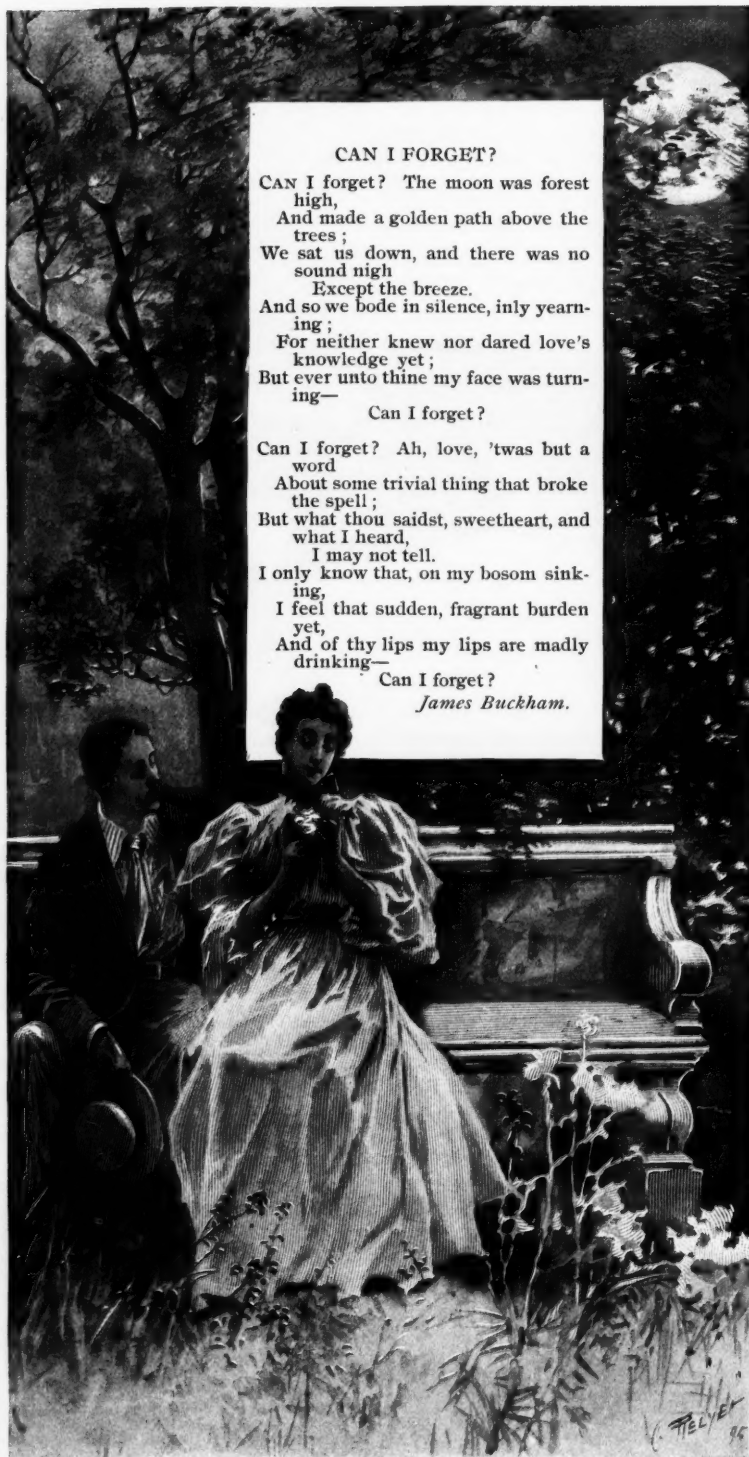 CAN I FORGET?
CAN I forget? The moon was forest
high,
And made a golden path above the
trees;
We sat us down, and there was no
sound nigh
Except the breeze.
And so we bode in silence, inly yearn-
ing;
For neither knew nor dared love's
knowledge yet;
But ever unto thine my face was turn-
ing—
Can I forget?
Can I forget? Ah, love, 'twas but a
word
About some trivial thing that broke
the spell;
But what thou saidst, sweetheart, and
what I heard,
I may not tell.
I only know that, on my bosom sink-
ing,
I feel that sudden, fragrant burden
yet,
And of thy lips my lips are madly
drinking—
Can I forget?
James Buckham.
95